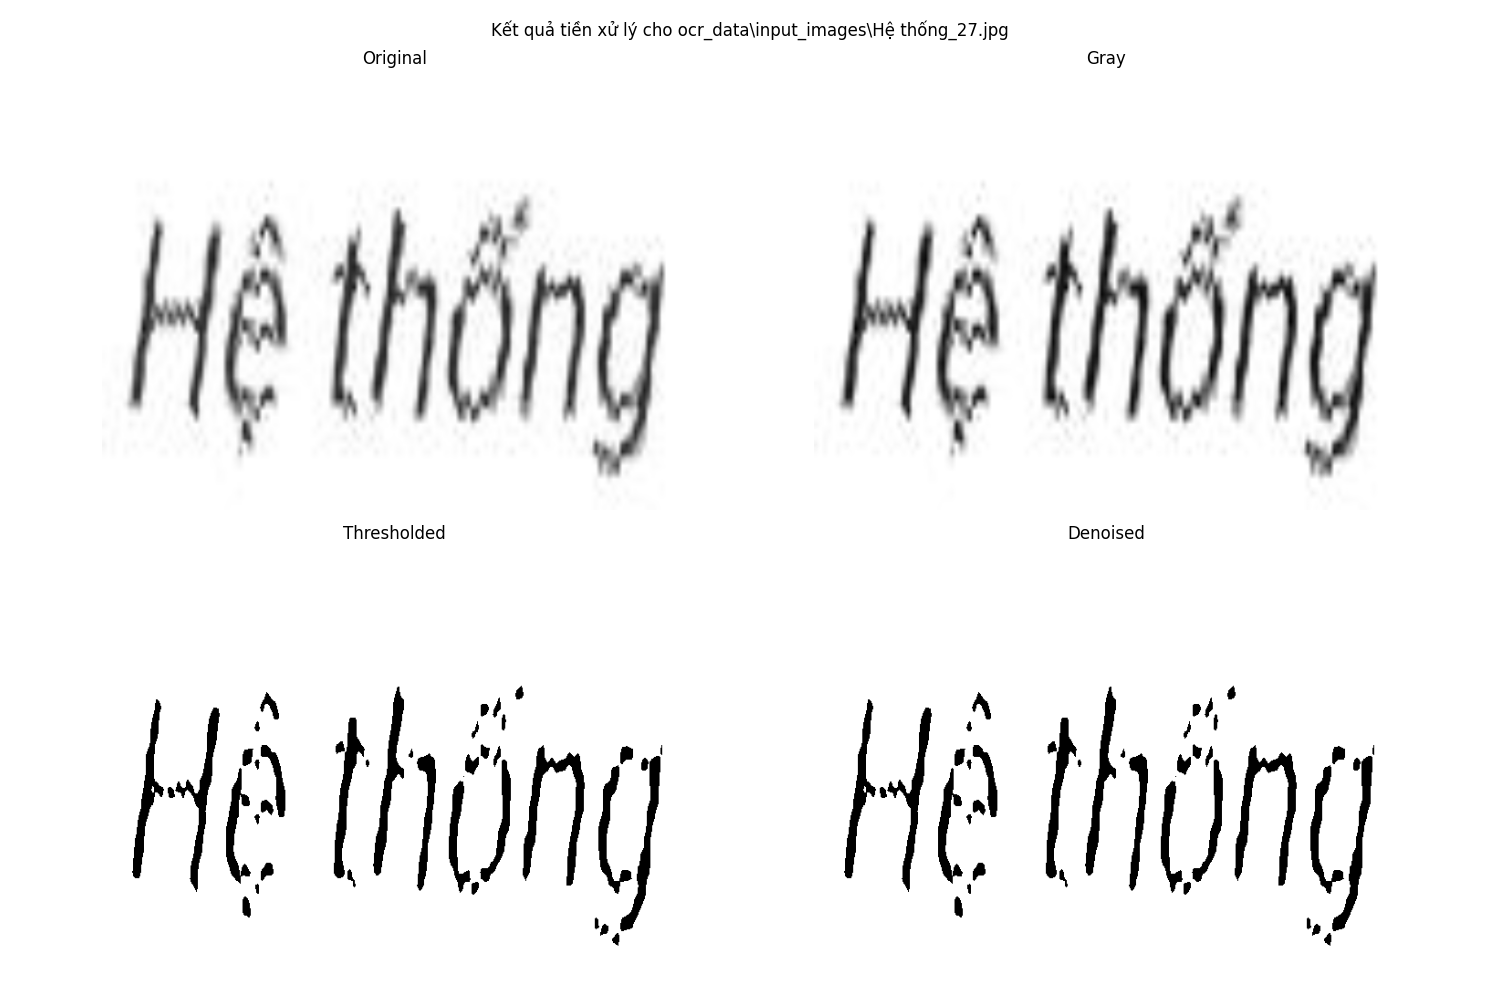 Kết quả tiền xử lý cho ocr_data\input_images\Hệ thống_27.jpg
Original
Gray
Hệ thống
Hệ thống
Thresholded
Denoised
Hệ thống
Hệ thống